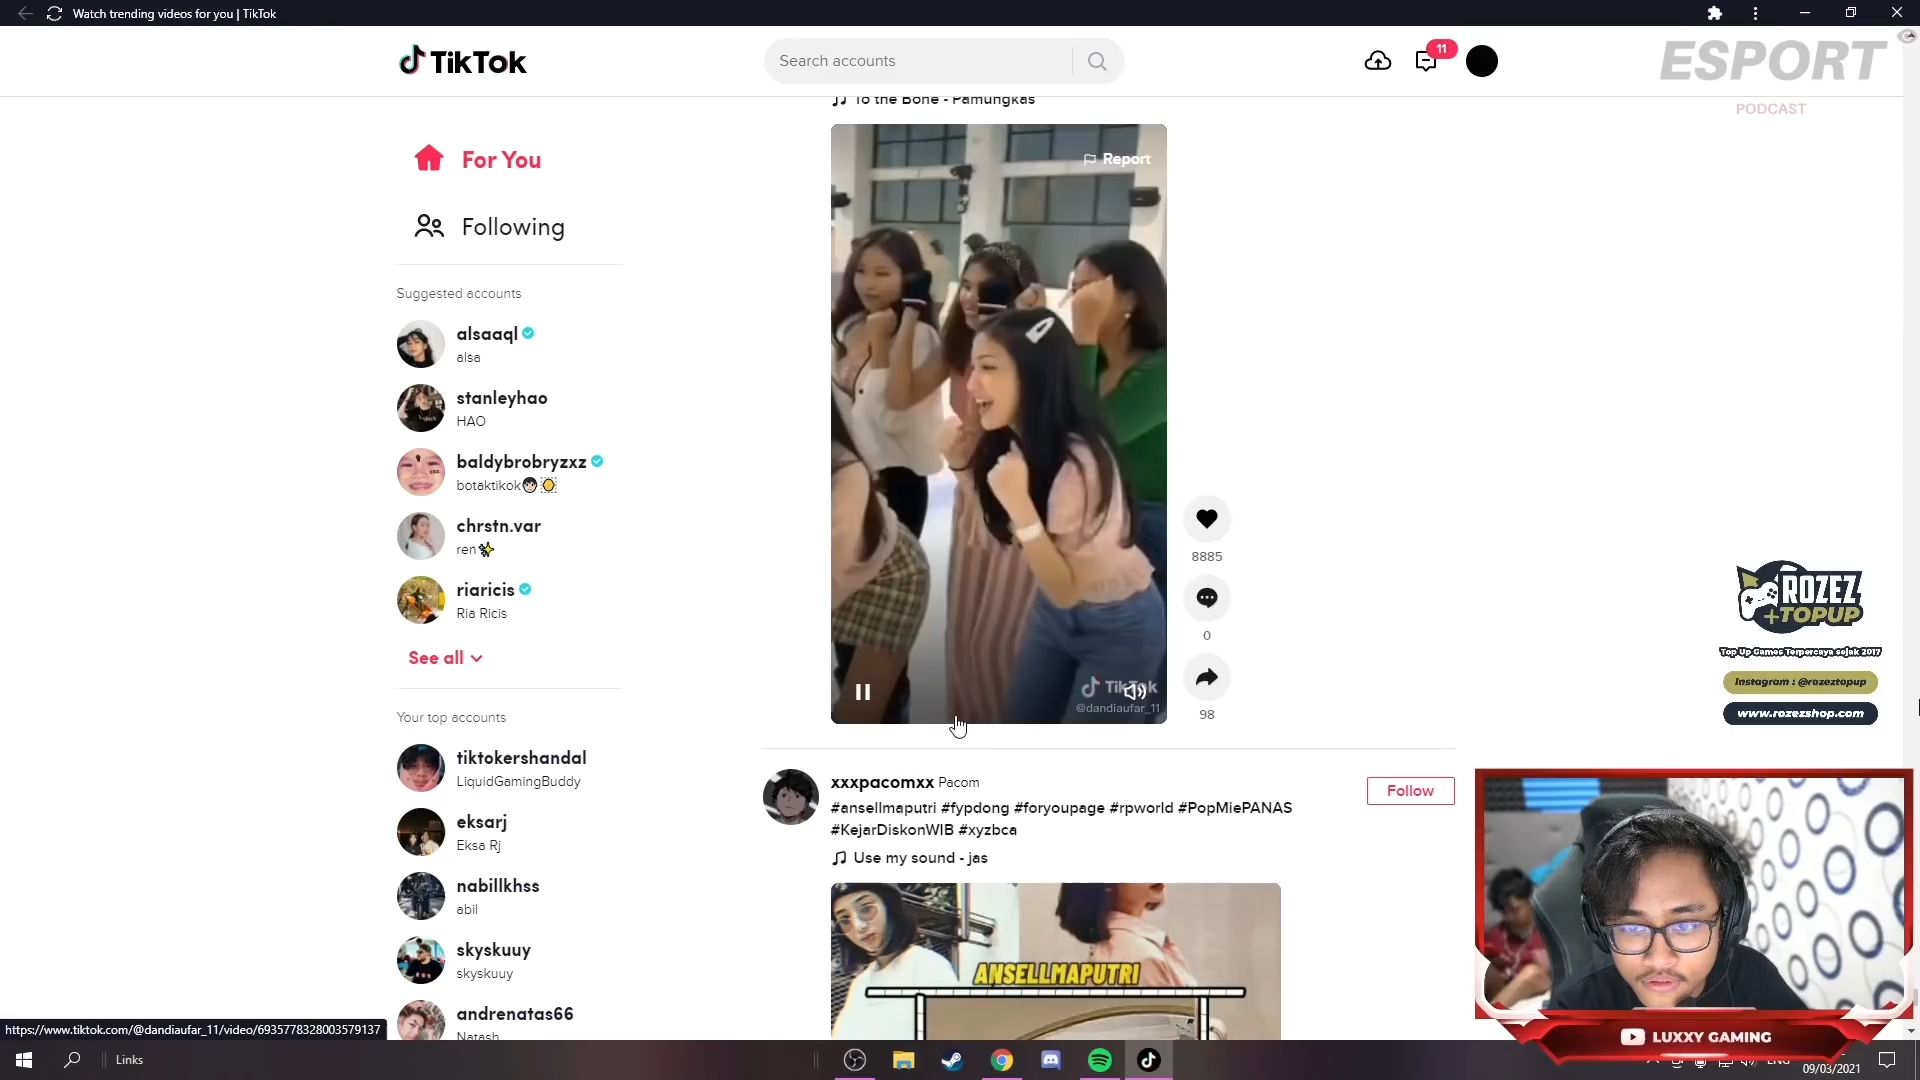 Watch trending videos for you | TikTok
TikTok
Search accounts
11
ESPORT
PODCAST
To the Bone - Pamungkas
For You
Following
Suggested accounts
alsaaql
alsa
stanleyhao
HAO
baldybrobryzxz
botaktikok
chrstn.var
ren
riaricis
Ria Ricis
See all
Your top accounts
tiktokershandal
LiquidGamingBuddy
eksarj
Eksa Rj
nabillkhss
abil
skyskuuy
skyskuuy
andrenatas66
Natash
Report
TikTok
@dandiaufar_11
8885
0
98
xxxpacomxx Pacom
Follow
#ansellmaputri #fypdong #foryoupage #rpworld #PopMiePANAS
#KejarDiskonWIB #xyzbca
Use my sound - jas
ANSELLMAPUTRI
ROZEZ
+TOPUP
Top Up Games Terpercaya sejak 2017
Instagram : @rozeztopup
www.rozezshop.com
LUXXY GAMING
https://www.tiktok.com/@dandiaufar_11/video/6935778328003579137
Links
ENG
09/03/2021